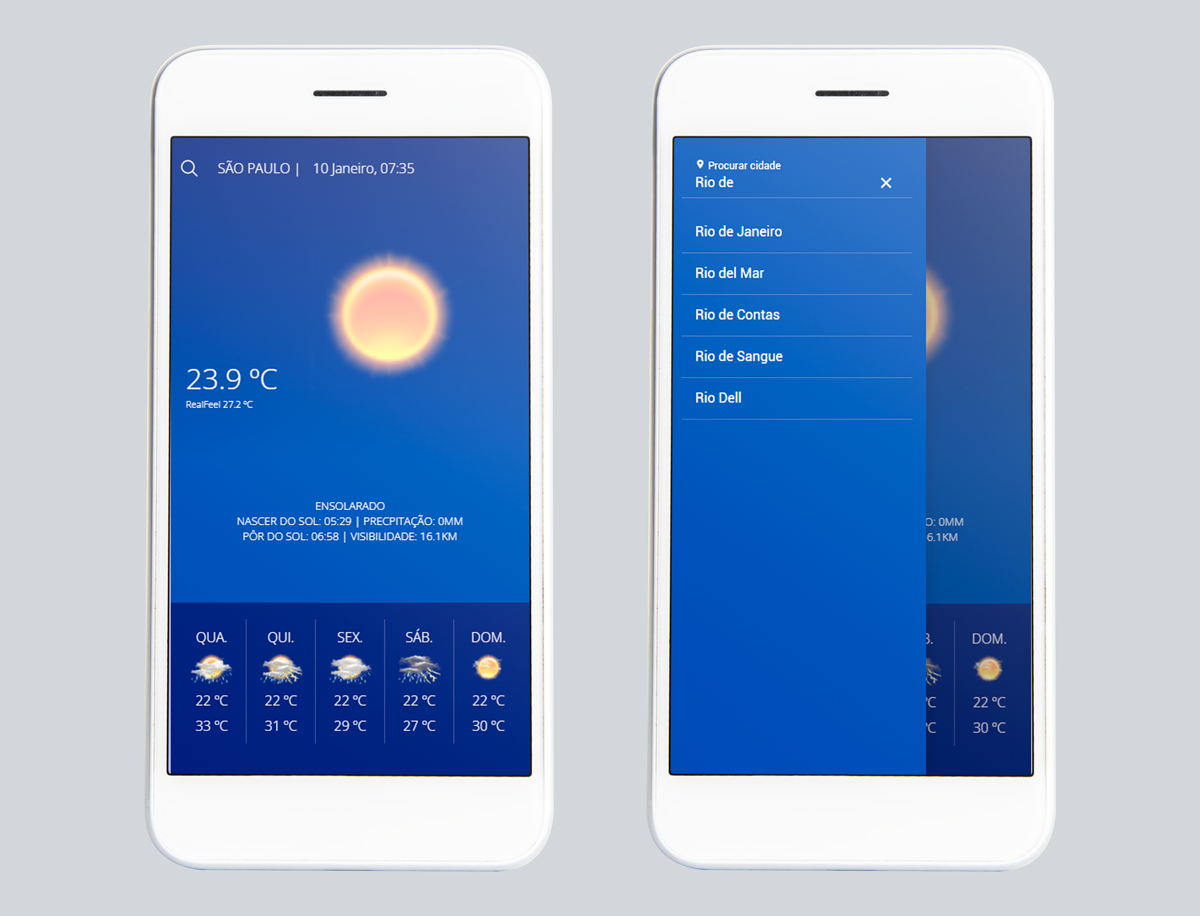 SÃO PAULO | 10 Janeiro, 07:35
23.9 ºC
RealFeel 27.2 ºC
ENSOLARADO
NASCER DO SOL: 05:29 | PRECPITAÇÃO: 0MM
PÔR DO SOL: 06:58 | VISIBILIDADE: 16.1KM
QUA. QUI. SEX. SÁB. DOM.
22 ºC 22 ºC 22 ºC 22 ºC 22 ºC
33 ºC 31 ºC 29 ºC 27 ºC 30 ºC
Procurar cidade
Rio de
Rio de Janeiro
Rio del Mar
Rio de Contas
Rio de Sangue
Rio Dell
O: 0MM
6.1KM
B. DOM.
ºC 22 ºC
ºC 30 ºC